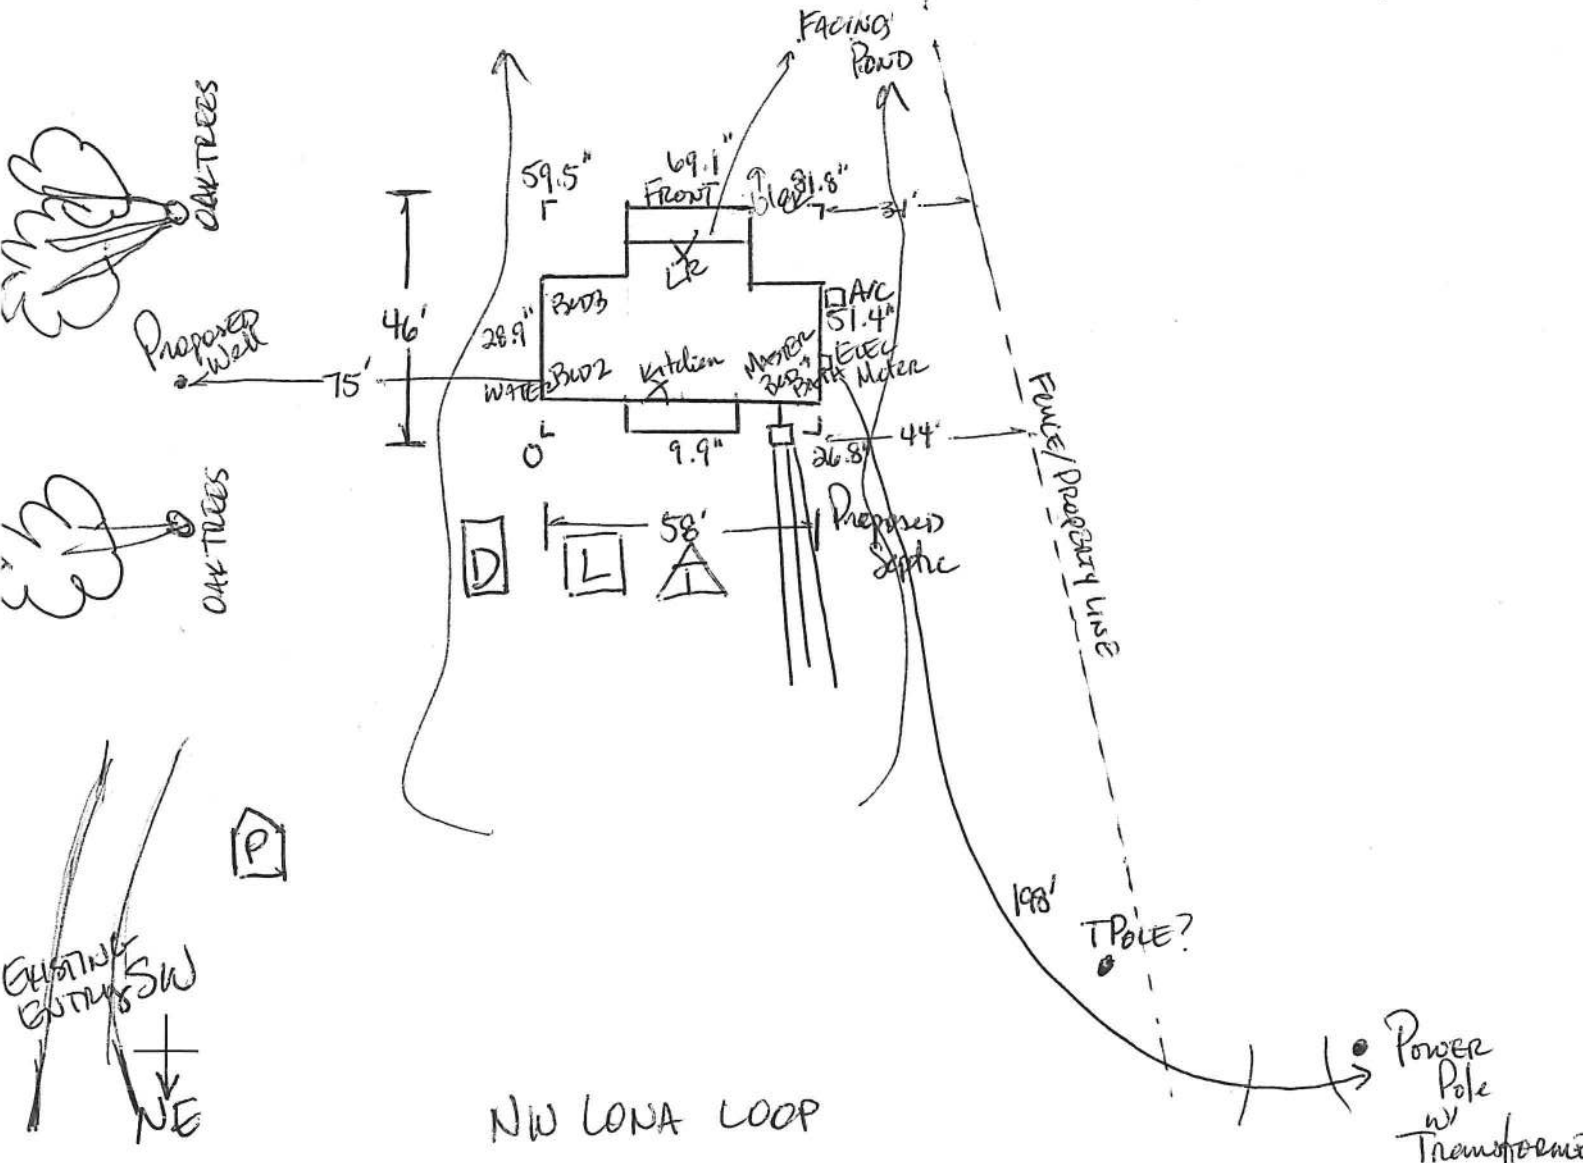 FACING
POND
OAK TREES
59.5"
69.1"
FRONT
31'
LR
A/C
51.4"
BED3
46'
28.9"
Proposed
Well
75'
BED2
Kitchen
MASTER
BED
BATH
ELEC
Meter
WATER
0
9.9"
26.8"
44'
FENCE/PROPERTY LINE
OAK TREES
58'
Proposed
Septic
D
L
T
P
198'
TPOLE?
EXISTING
ENTRY
SW
NE
POWER
Pole
W/
Transformer
NW LONA LOOP